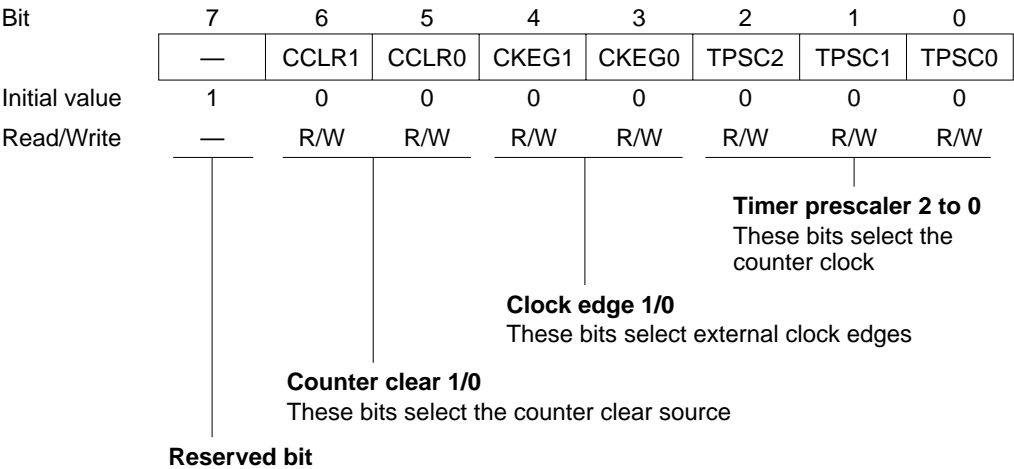 Bit 7 6 5 4 3 2 1 0
— CCLR1 CCLR0 CKEG1 CKEG0 TPSC2 TPSC1 TPSC0
Initial value 1 0 0 0 0 0 0 0
Read/Write — R/W R/W R/W R/W R/W R/W R/W
Timer prescaler 2 to 0
These bits select the
counter clock
Clock edge 1/0
These bits select external clock edges
Counter clear 1/0
These bits select the counter clear source
Reserved bit